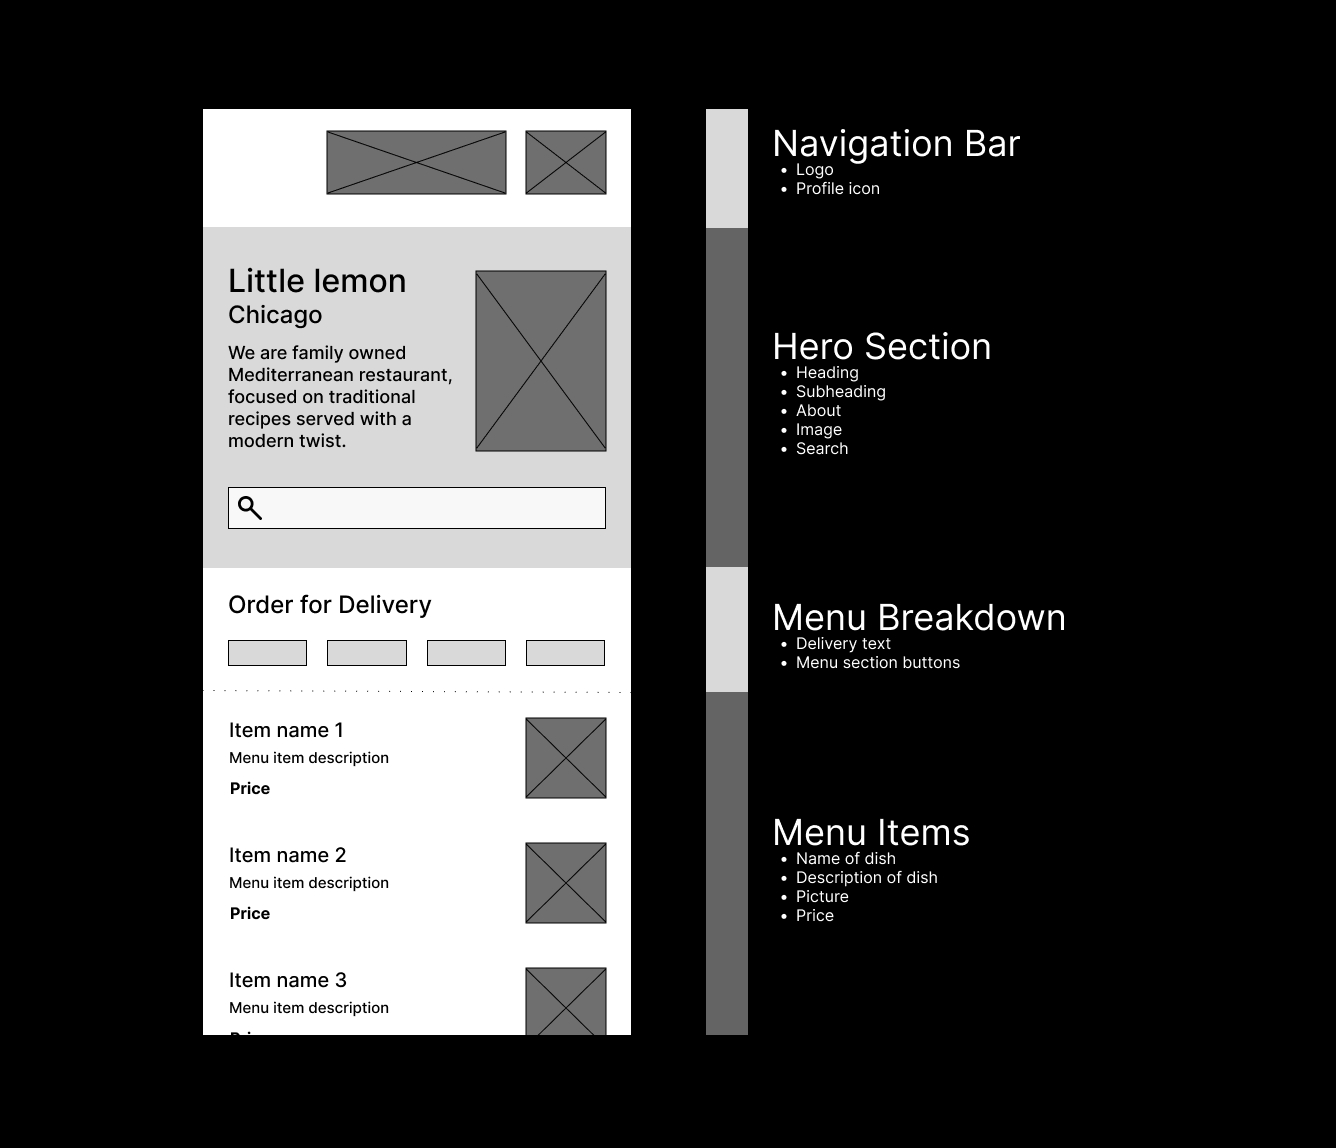 Little lemon
Chicago
We are family owned
Mediterranean restaurant,
focused on traditional
recipes served with a
modern twist.
Order for Delivery
Item name 1
Menu item description
Price
Item name 2
Menu item description
Price
Item name 3
Menu item description
Navigation Bar
• Logo
• Profile icon
Hero Section
• Heading
• Subheading
• About
• Image
• Search
Menu Breakdown
• Delivery text
• Menu section buttons
Menu Items
• Name of dish
• Description of dish
• Picture
• Price